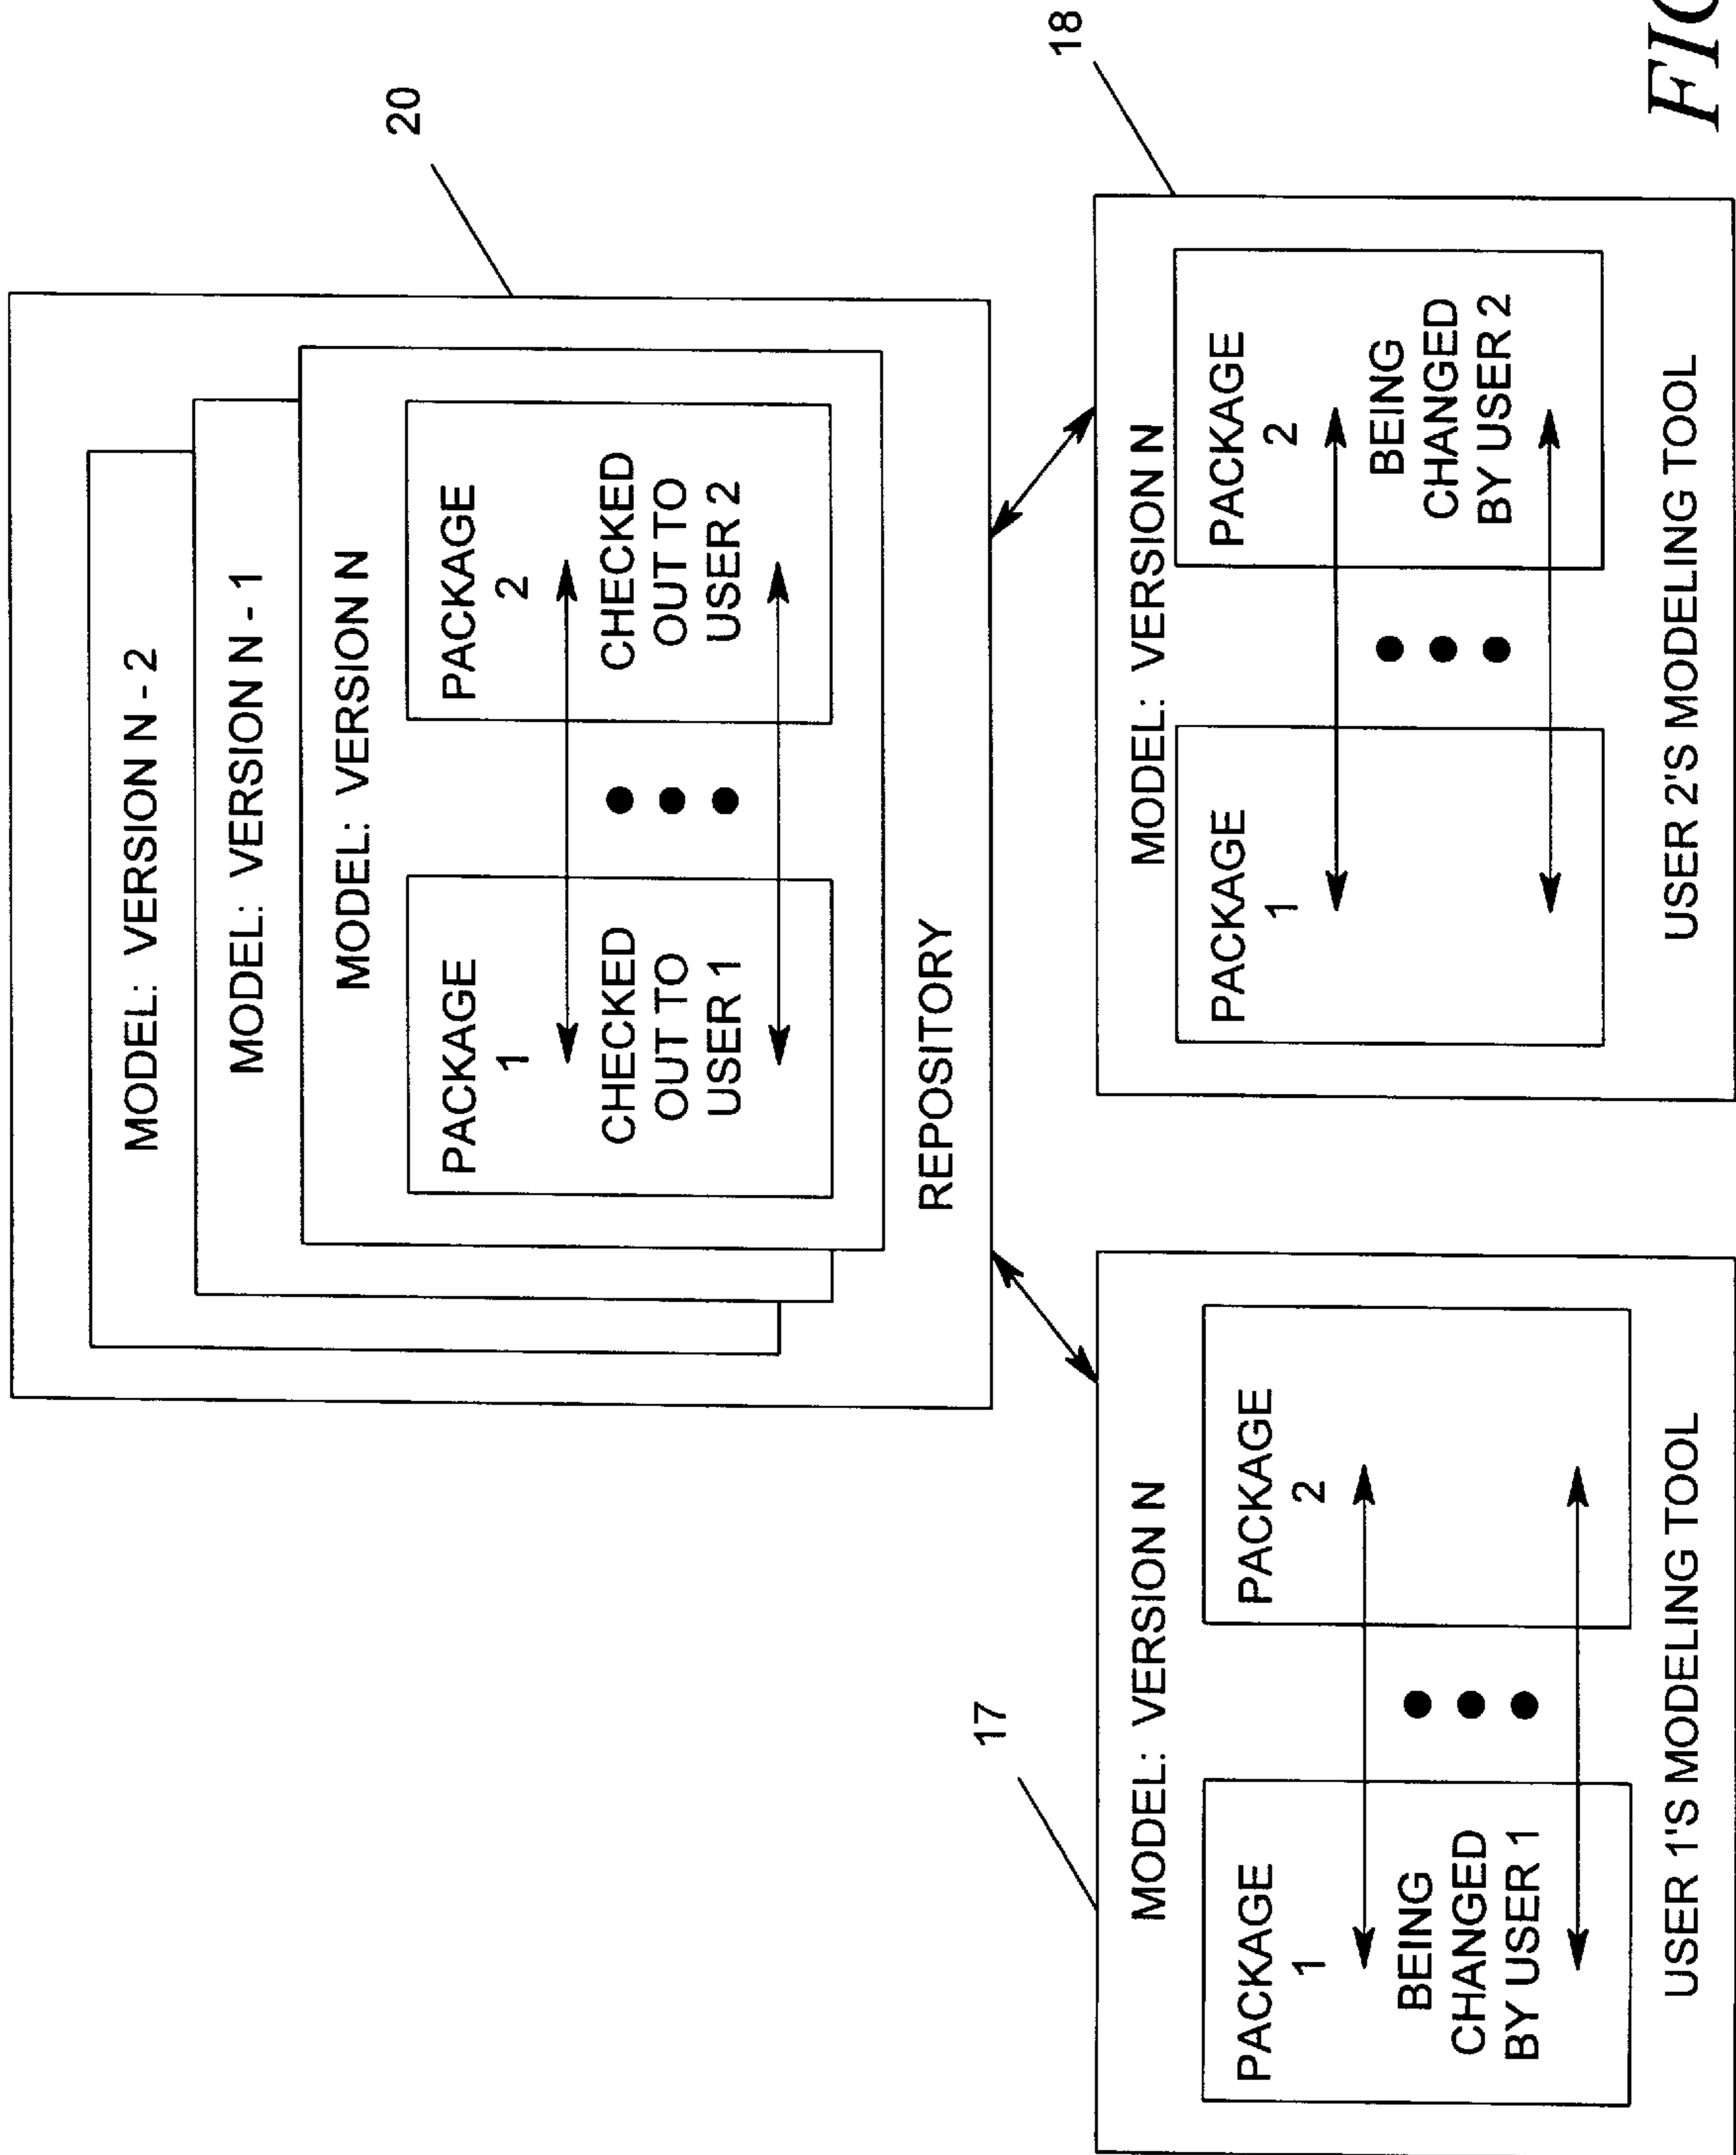 20
MODEL: VERSION N - 2
MODEL: VERSION N - 1
MODEL: VERSION N
PACKAGE
1
CHECKED
OUT TO
USER 1
PACKAGE
2
CHECKED
OUT TO
USER 2
REPOSITORY
17
MODEL: VERSION N
PACKAGE
1
BEING
CHANGED
BY USER 1
PACKAGE
2
USER 1'S MODELING TOOL
18
MODEL: VERSION N
PACKAGE
1
PACKAGE
2
BEING
CHANGED
BY USER 2
USER 2'S MODELING TOOL